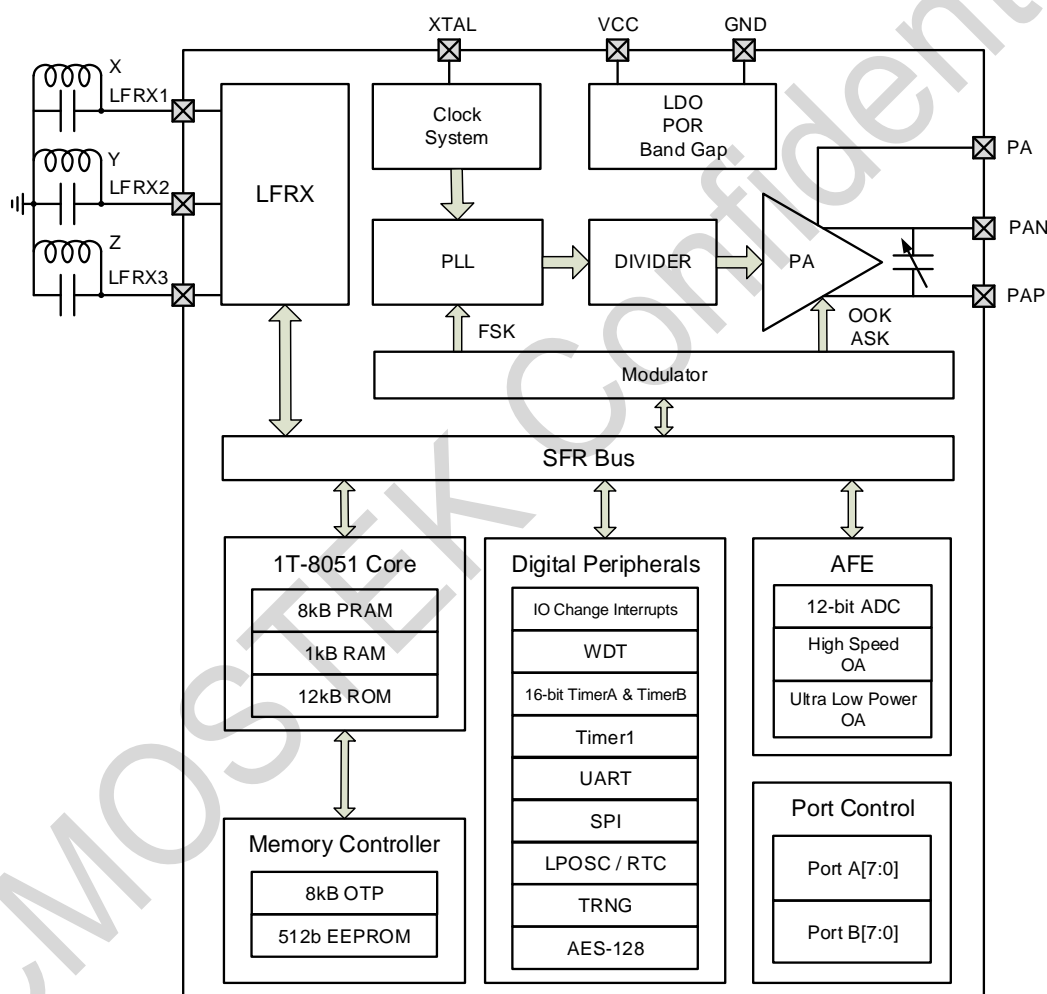 XTAL
VCC
GND
X
LFRX1
Y
LFRX2
Z
LFRX3
LFRX
Clock
System
LDO
POR
Band Gap
PA
PAN
PAP
PLL
DIVIDER
PA
FSK
OOK
ASK
Modulator
SFR Bus
1T-8051 Core
8kB PRAM
1kB RAM
12kB ROM
Memory Controller
8kB OTP
512b EEPROM
Digital Peripherals
IO Change Interrupts
WDT
16-bit TimerA & TimerB
Timer1
UART
SPI
LPOSC / RTC
TRNG
AES-128
AFE
12-bit ADC
High Speed
OA
Ultra Low Power
OA
Port Control
Port A[7:0]
Port B[7:0]
CMOSTEK Confident